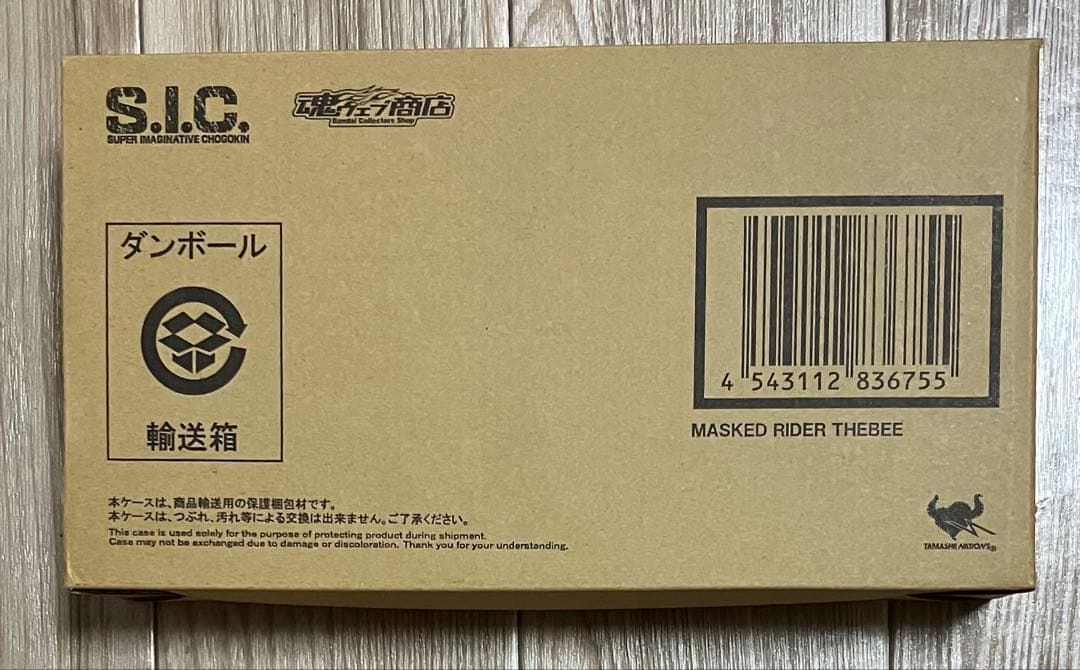 S.I.C.
SUPER IMAGINATIVE CHOGOKIN
魂ウェブ商店
Bandai Collectors Shop
ダンボール
輸送箱
4 543112 836755
MASKED RIDER THEBEE
本ケースは、商品輸送用の保護梱包材です。
本ケースは、つぶれ、汚れ等による交換は出来ません。ご了承ください。
This case is used solely for the purpose of protecting product during shipment.
Case may not be exchanged due to damage or discoloration. Thank you for your understanding.
TAMASHII NATIONS®